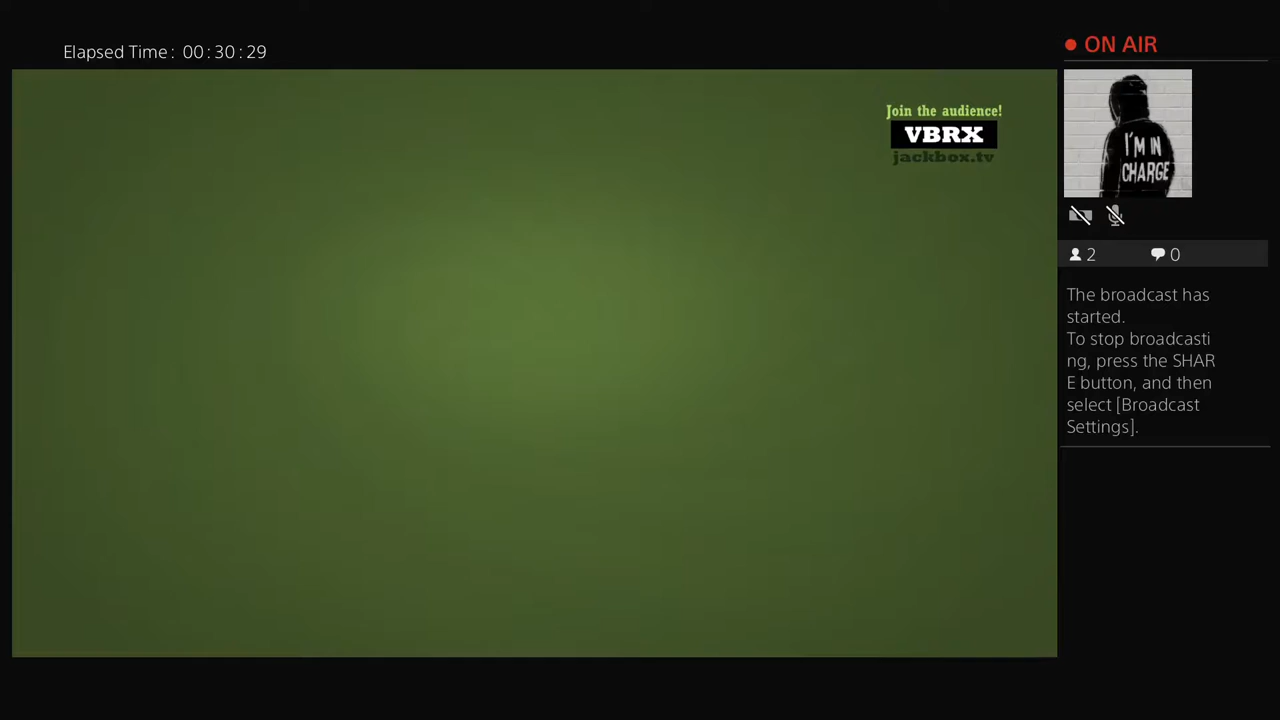 Elapsed Time: 00:30:29
ON AIR
Join the audience!
VBRX
jackbox.tv
I'M IN
CHARGE
2
0
The broadcast has
started.
To stop broadcasti
ng, press the SHAR
E button, and then
select [Broadcast
Settings].